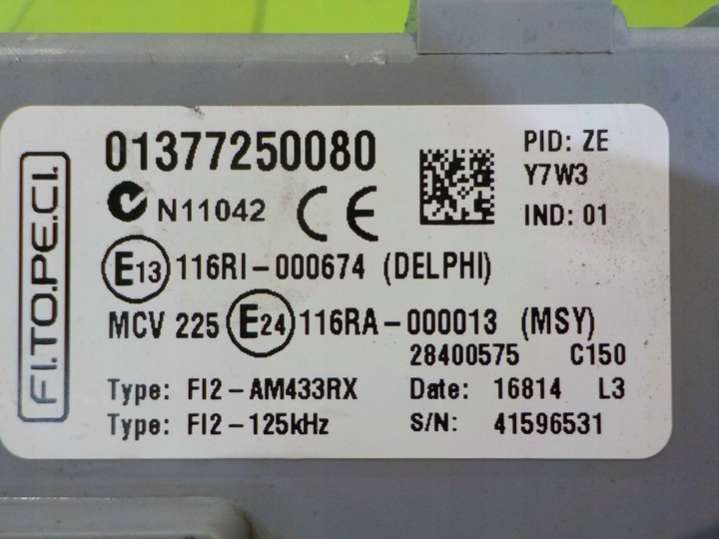 FI.TO.PE.CI.
01377250080
PID: ZE
Y7W3
IND: 01
N11042 CE
E13 116RI-000674 (DELPHI)
MCV 225 E24 116RA-000013 (MSY)
28400575 C150
Type: FI2-AM433RX Date: 16814 L3
Type: FI2-125kHz S/N: 41596531